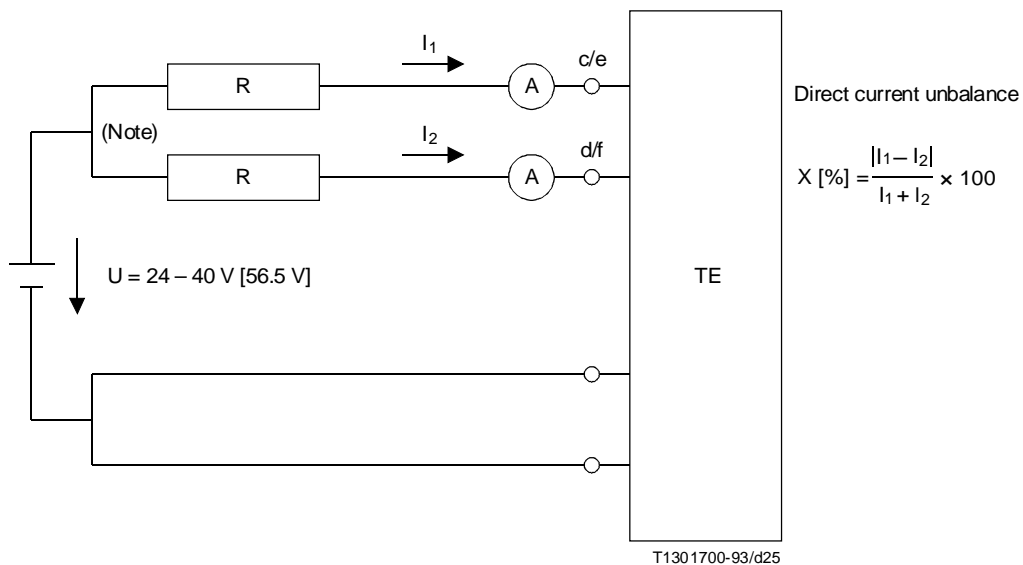 I1
R
A
c/e
(Note)
I2
R
A
d/f
Direct current unbalance
X [%] = |I1 – I2| / I1 + I2 × 100
U = 24 – 40 V [56.5 V]
TE
T1301700-93/d25